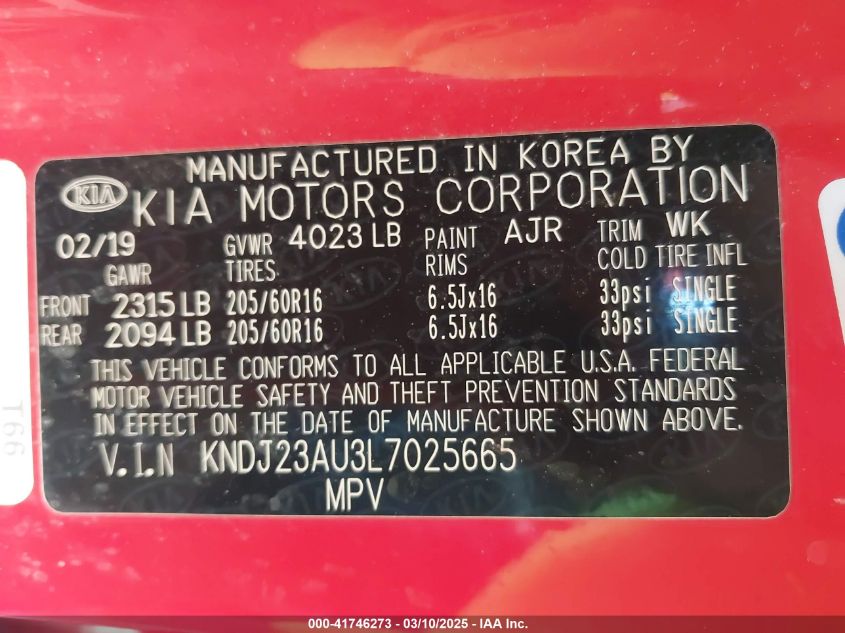 MANUFACTURED IN KOREA BY
KIA KIA MOTORS CORPORATION
02/19 GVWR 4023 LB PAINT AJR TRIM WK
GAWR TIRES RIMS COLD TIRE INFL
FRONT 2315 LB 205/60R16 6.5Jx16 33psi SINGLE
REAR 2094 LB 205/60R16 6.5Jx16 33psi SINGLE
THIS VEHICLE CONFORMS TO ALL APPLICABLE U.S.A. FEDERAL
MOTOR VEHICLE SAFETY AND THEFT PREVENTION STANDARDS
IN EFFECT ON THE DATE OF MANUFACTURE SHOWN ABOVE.
V.I.N KNDJ23AU3L7025665
MPV
T66
000-41746273 - 03/10/2025 - IAA Inc.